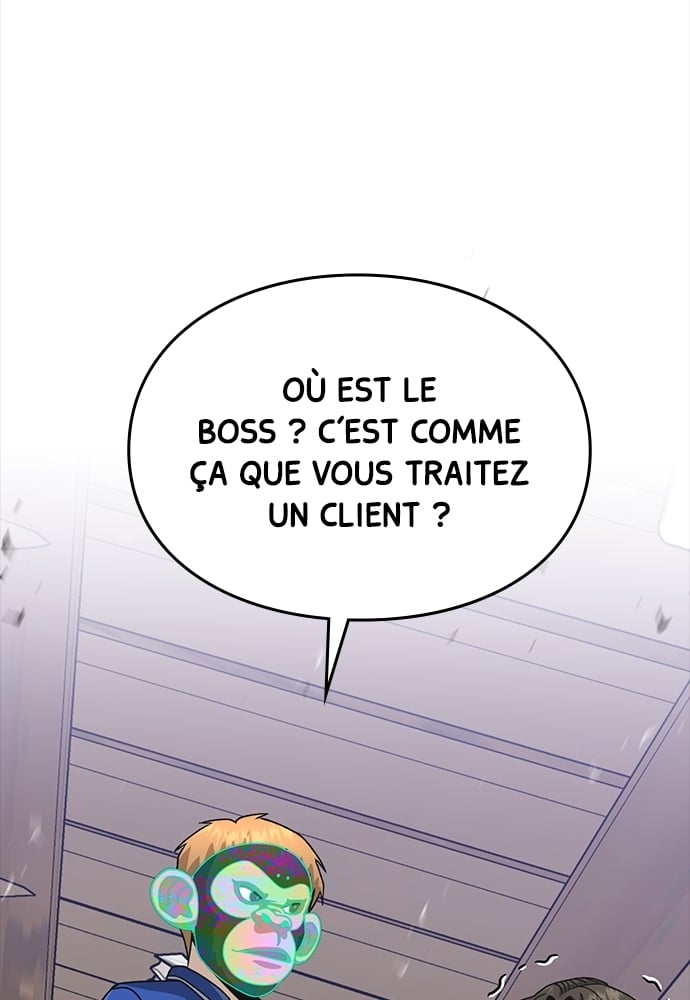 OÙ EST LE
BOSS ? C'EST COMME
ÇA QUE VOUS TRAITEZ
UN CLIENT ?